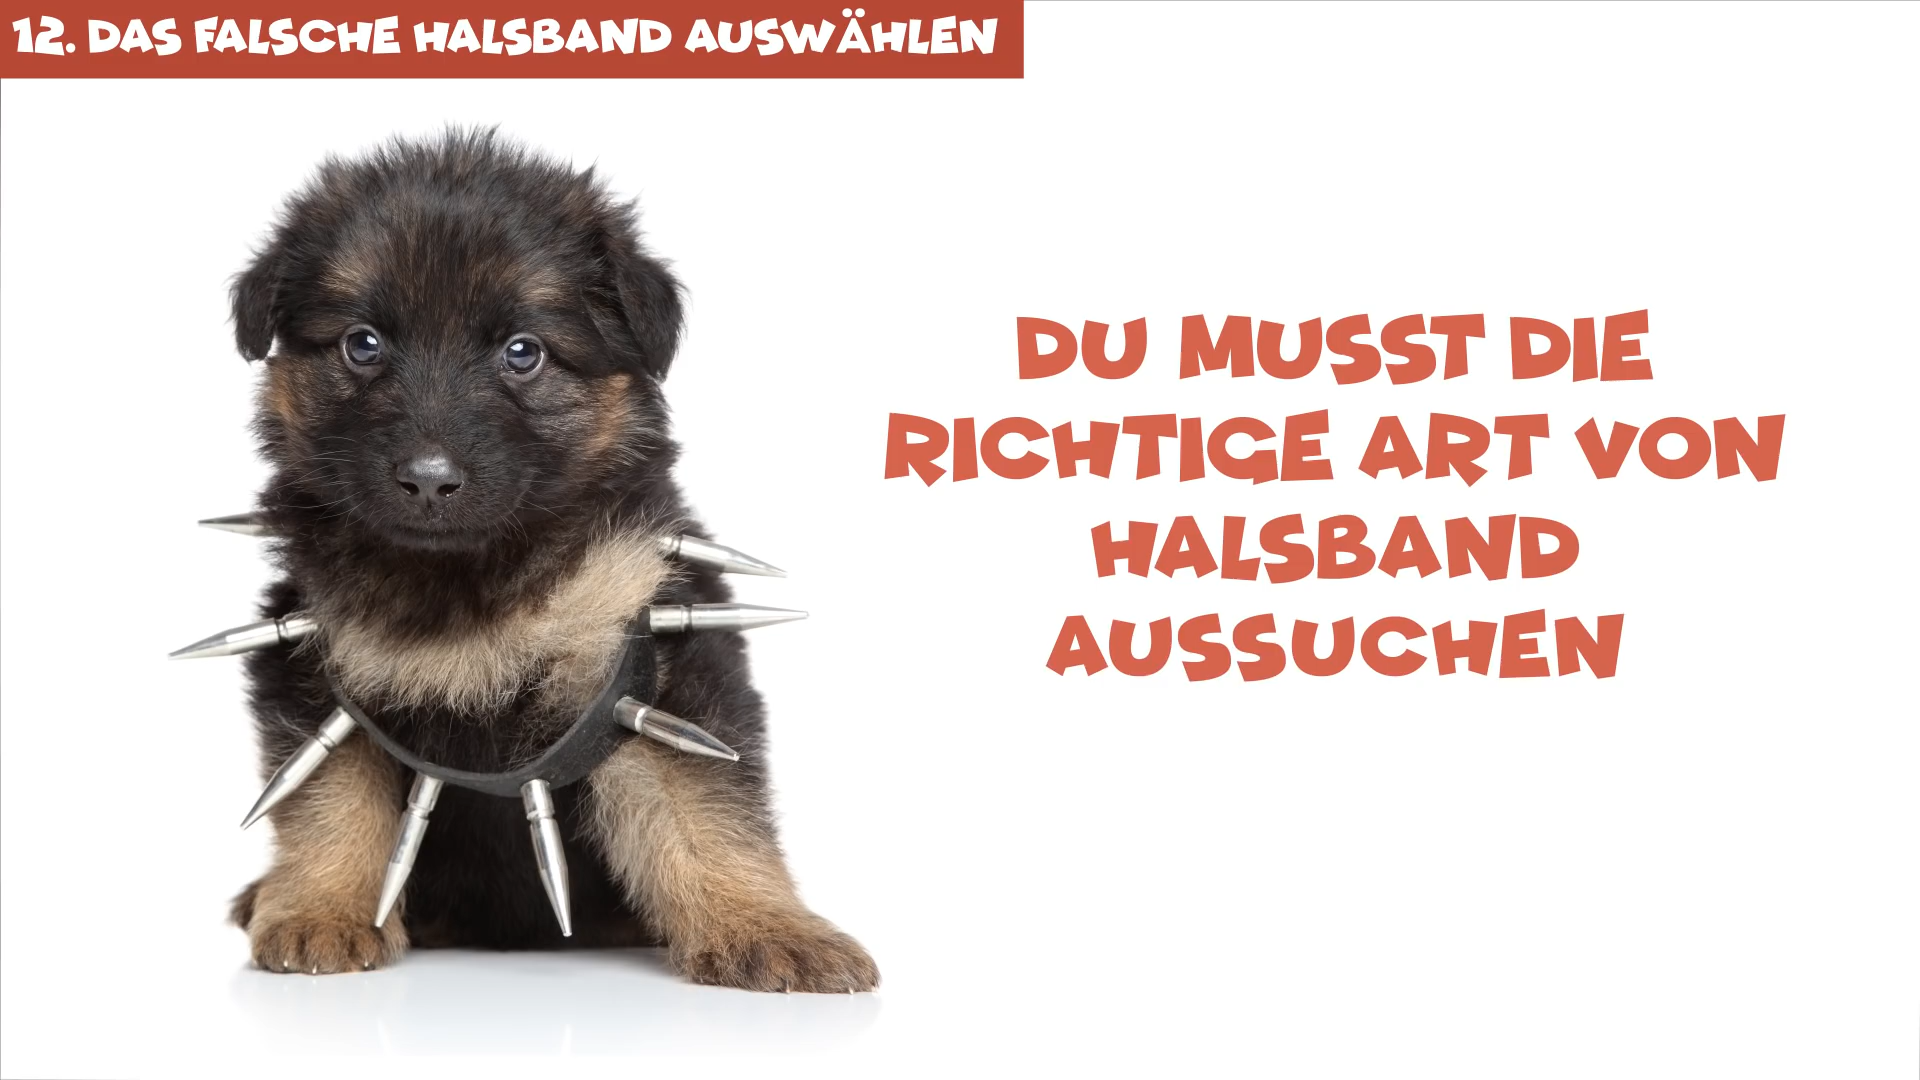 12. DAS FALSCHE HALSBAND AUSWÄHLEN
DU MUSST DIE
RICHTIGE ART VON
HALSBAND
AUSSUCHEN